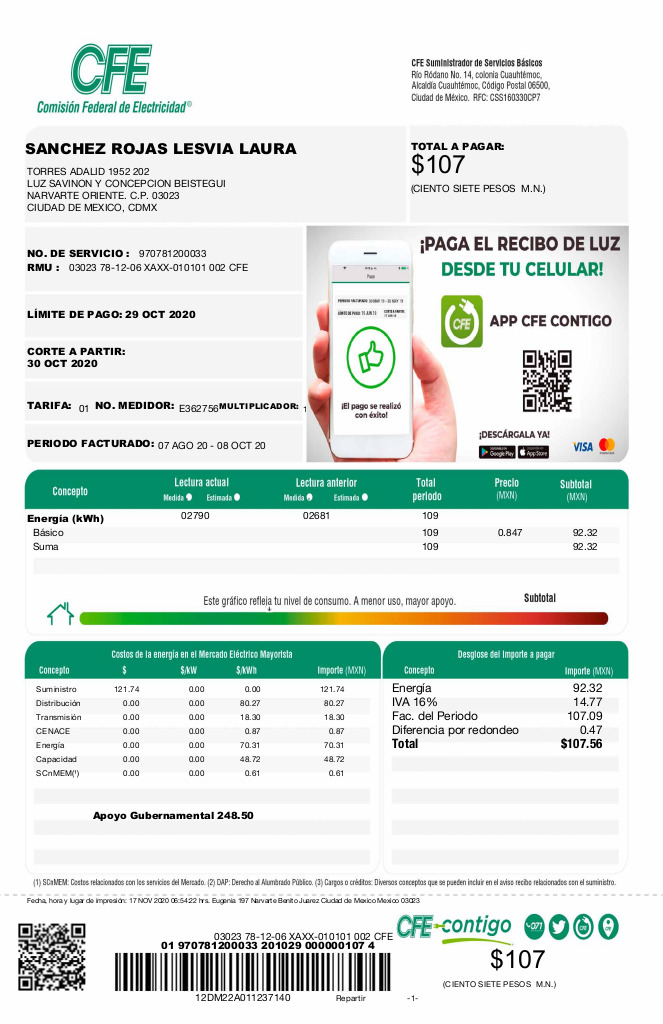 CFE
Comisión Federal de Electricidad®
CFE Suministrador de Servicios Básicos
Río Ródano No. 14, colonia Cuauhtémoc,
Alcaldía Cuauhtémoc, Código Postal 06500,
Ciudad de México. RFC: CSS160330CP7
SANCHEZ ROJAS LESVIA LAURA
TORRES ADALID 1952 202
LUZ SAVINON Y CONCEPCION BEISTEGUI
NARVARTE ORIENTE. C.P. 03023
CIUDAD DE MEXICO, CDMX
TOTAL A PAGAR:
$107
(CIENTO SIETE PESOS M.N.)
NO. DE SERVICIO : 970781200033
RMU : 03023 78-12-06 XAXX-010101 002 CFE
LÍMITE DE PAGO: 29 OCT 2020
CORTE A PARTIR:
30 OCT 2020
TARIFA: 01 NO. MEDIDOR: E362756 MULTIPLICADOR: 1
PERIODO FACTURADO: 07 AGO 20 - 08 OCT 20
¡PAGA EL RECIBO DE LUZ
DESDE TU CELULAR!
CFE
APP CFE CONTIGO
¡El pago se realizó
con éxito!
¡DESCÁRGALA YA!
Google Play
App Store
VISA
mastercard
Concepto Lectura actual Lectura anterior Total periodo Precio (MXN) Subtotal (MXN)
Medida Estimada Medida Estimada
Energía (kWh) 02790 02681 109
Básico 109 0.847 92.32
Suma 109 92.32
Este gráfico refleja tu nivel de consumo. A menor uso, mayor apoyo.
Subtotal
Costos de la energía en el Mercado Eléctrico Mayorista
Concepto $ $/kW $/kWh Importe (MXN)
Suministro 121.74 0.00 0.00 121.74
Distribución 0.00 0.00 80.27 80.27
Transmisión 0.00 0.00 18.30 18.30
CENACE 0.00 0.00 0.87 0.87
Energía 0.00 0.00 70.31 70.31
Capacidad 0.00 0.00 48.72 48.72
SCnMEM(¹) 0.00 0.00 0.61 0.61
Apoyo Gubernamental 248.50
Desglose del Importe a pagar
Concepto Importe (MXN)
Energía 92.32
IVA 16% 14.77
Fac. del Periodo 107.09
Diferencia por redondeo 0.47
Total $107.56
(1) SCnMEM: Costos relacionados con los servicios del Mercado. (2) DAP: Derecho al Alumbrado Público. (3) Cargos o créditos: Diversos conceptos que se pueden incluir en el aviso recibo relacionados con el suministro.
Fecha, hora y lugar de impresión: 17 NOV 2020 06:54:22 hrs. Eugenia 197 Narvarte Benito Juarez Ciudad de Mexico Mexico 03023
03023 78-12-06 XAXX-010101 002 CFE
01 970781200033 201029 000000107 4
12DM22A011237140 Repartir -1-
CFE contigo
071
$107
(CIENTO SIETE PESOS M.N.)